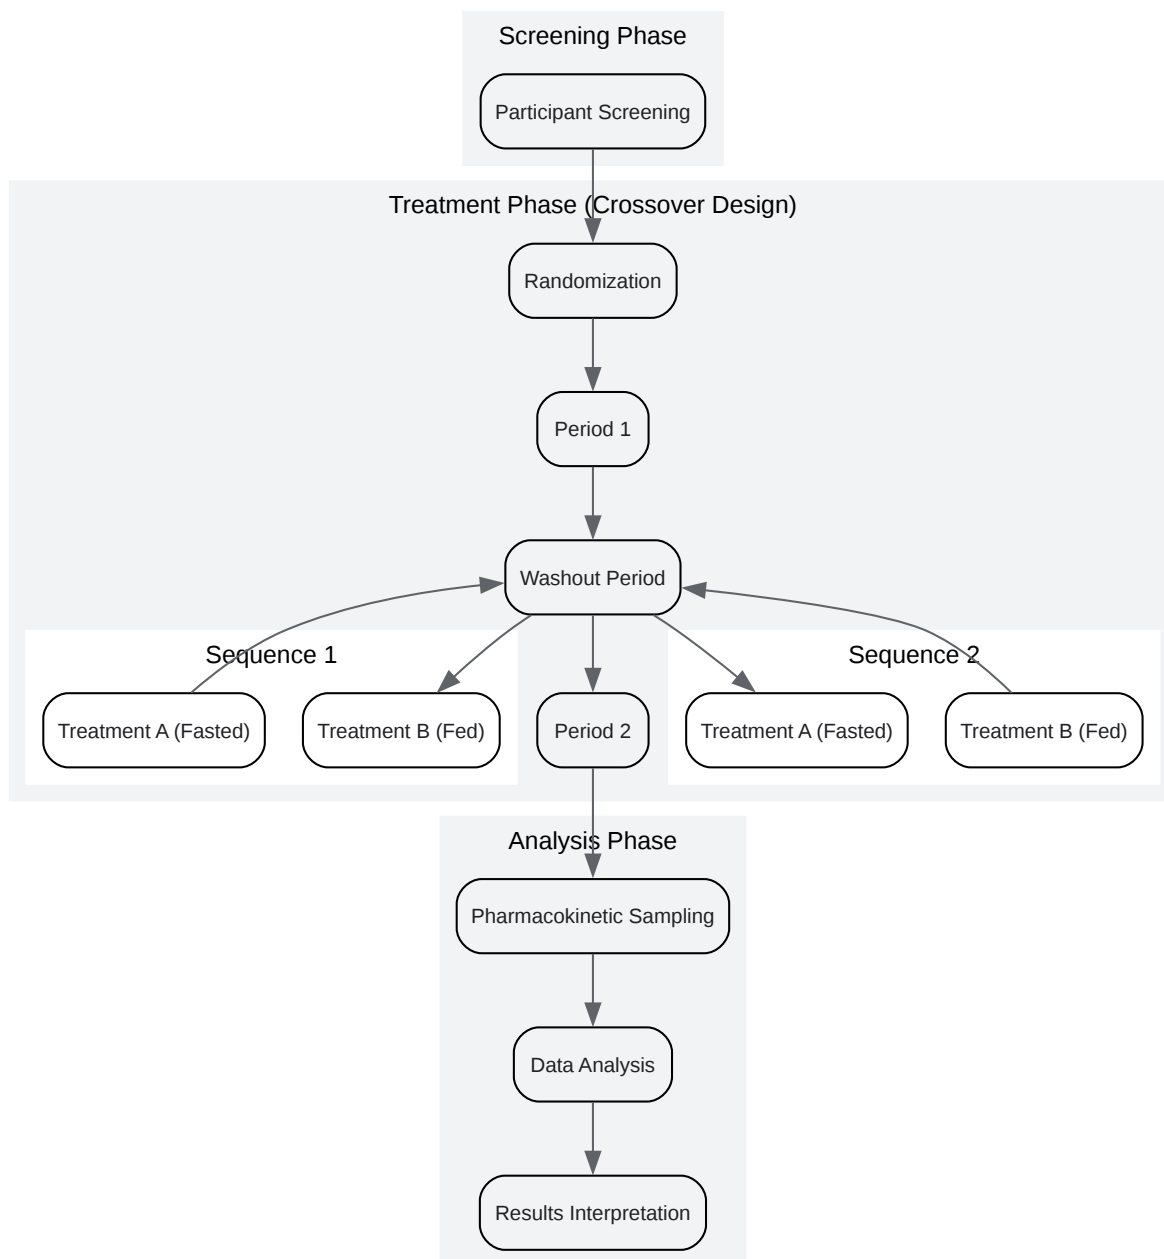 Screening Phase
Participant Screening
Treatment Phase (Crossover Design)
Randomization
Period 1
Washout Period
Sequence 1
Treatment A (Fasted)
Treatment B (Fed)
Period 2
Sequence 2
Treatment A (Fasted)
Treatment B (Fed)
Analysis Phase
Pharmacokinetic Sampling
Data Analysis
Results Interpretation